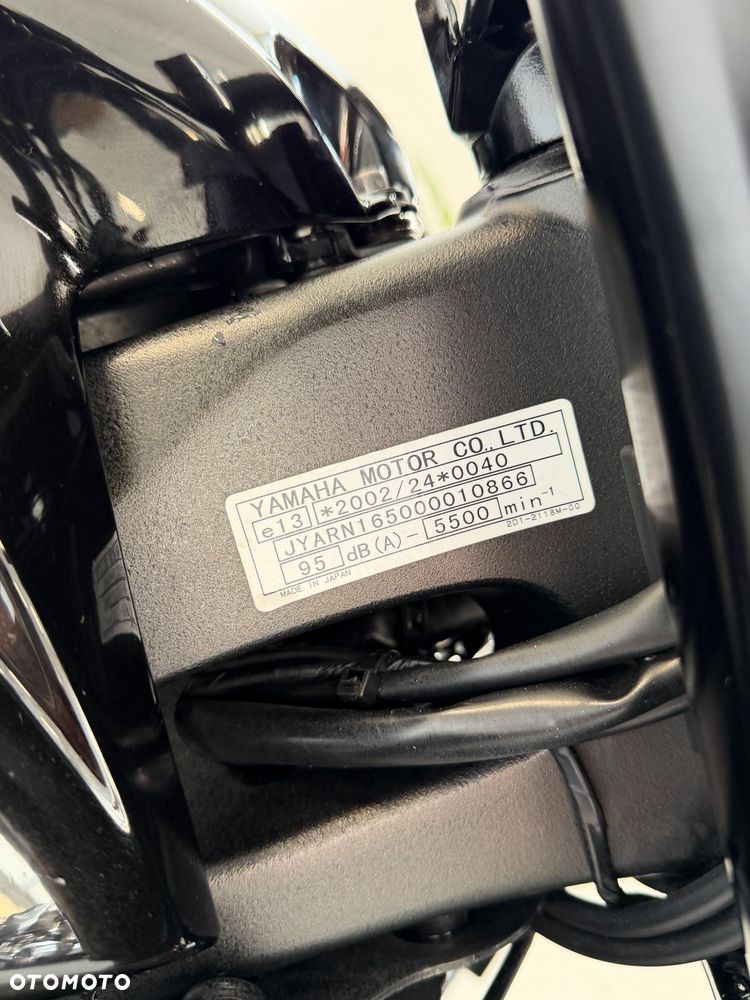 YAMAHA MOTOR CO., LTD.
e13 *2002/24*0040
JYARN165000010866
95 dB(A)- 5500 min-1
MADE IN JAPAN 2D1-2118M-00
OTOMOTO